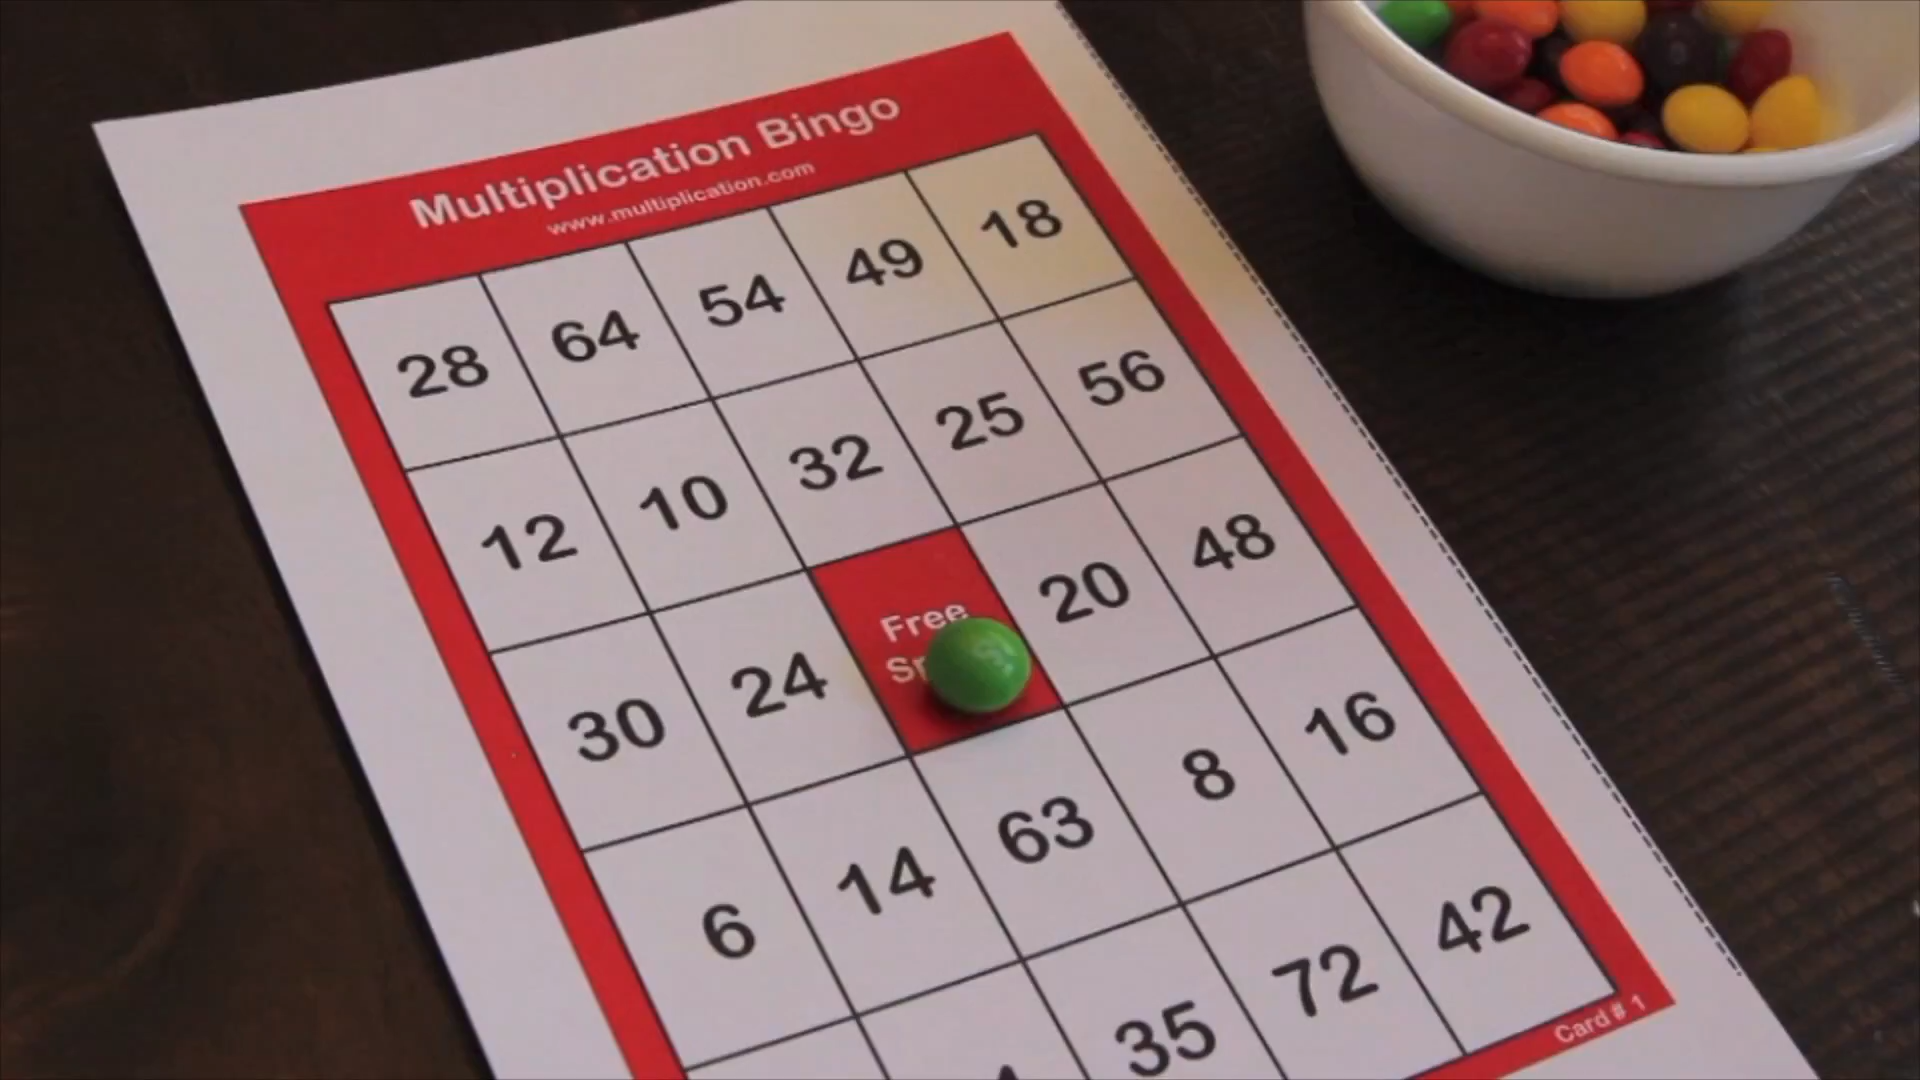 Multiplication Bingo
www.multiplication.com
28 64 54 49 18
12 10 32 25 56
30 24 Free 20 48
6 14 63 8 16
35 72 42
Card # 1